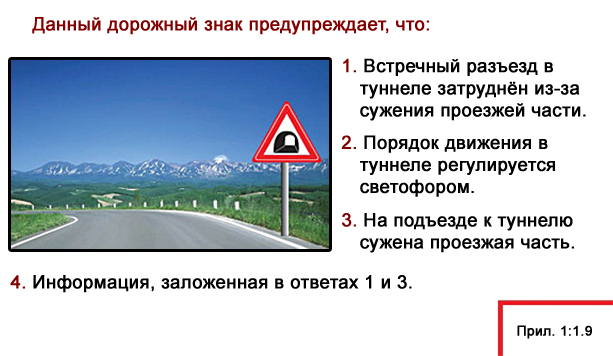 Данный дорожный знак предупреждает, что:
1. Встречный разъезд в
туннеле затруднён из-за
сужения проезжей части.
2. Порядок движения в
туннеле регулируется
светофором.
3. На подъезде к туннелю
сужена проезжая часть.
4. Информация, заложенная в ответах 1 и 3.
Прил. 1:1.9